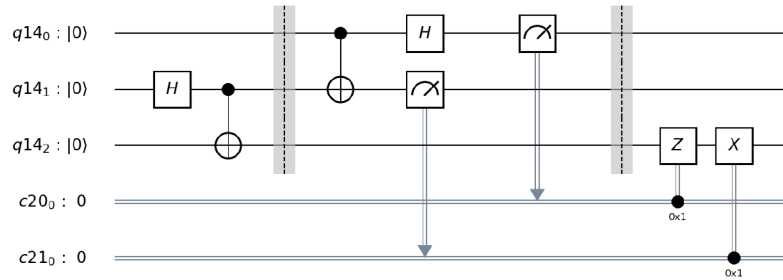 q14₀ : |0⟩ H
q14₁ : |0⟩ H
q14₂ : |0⟩ Z X
c20₀ : 0 0x1
c21₀ : 0 0x1